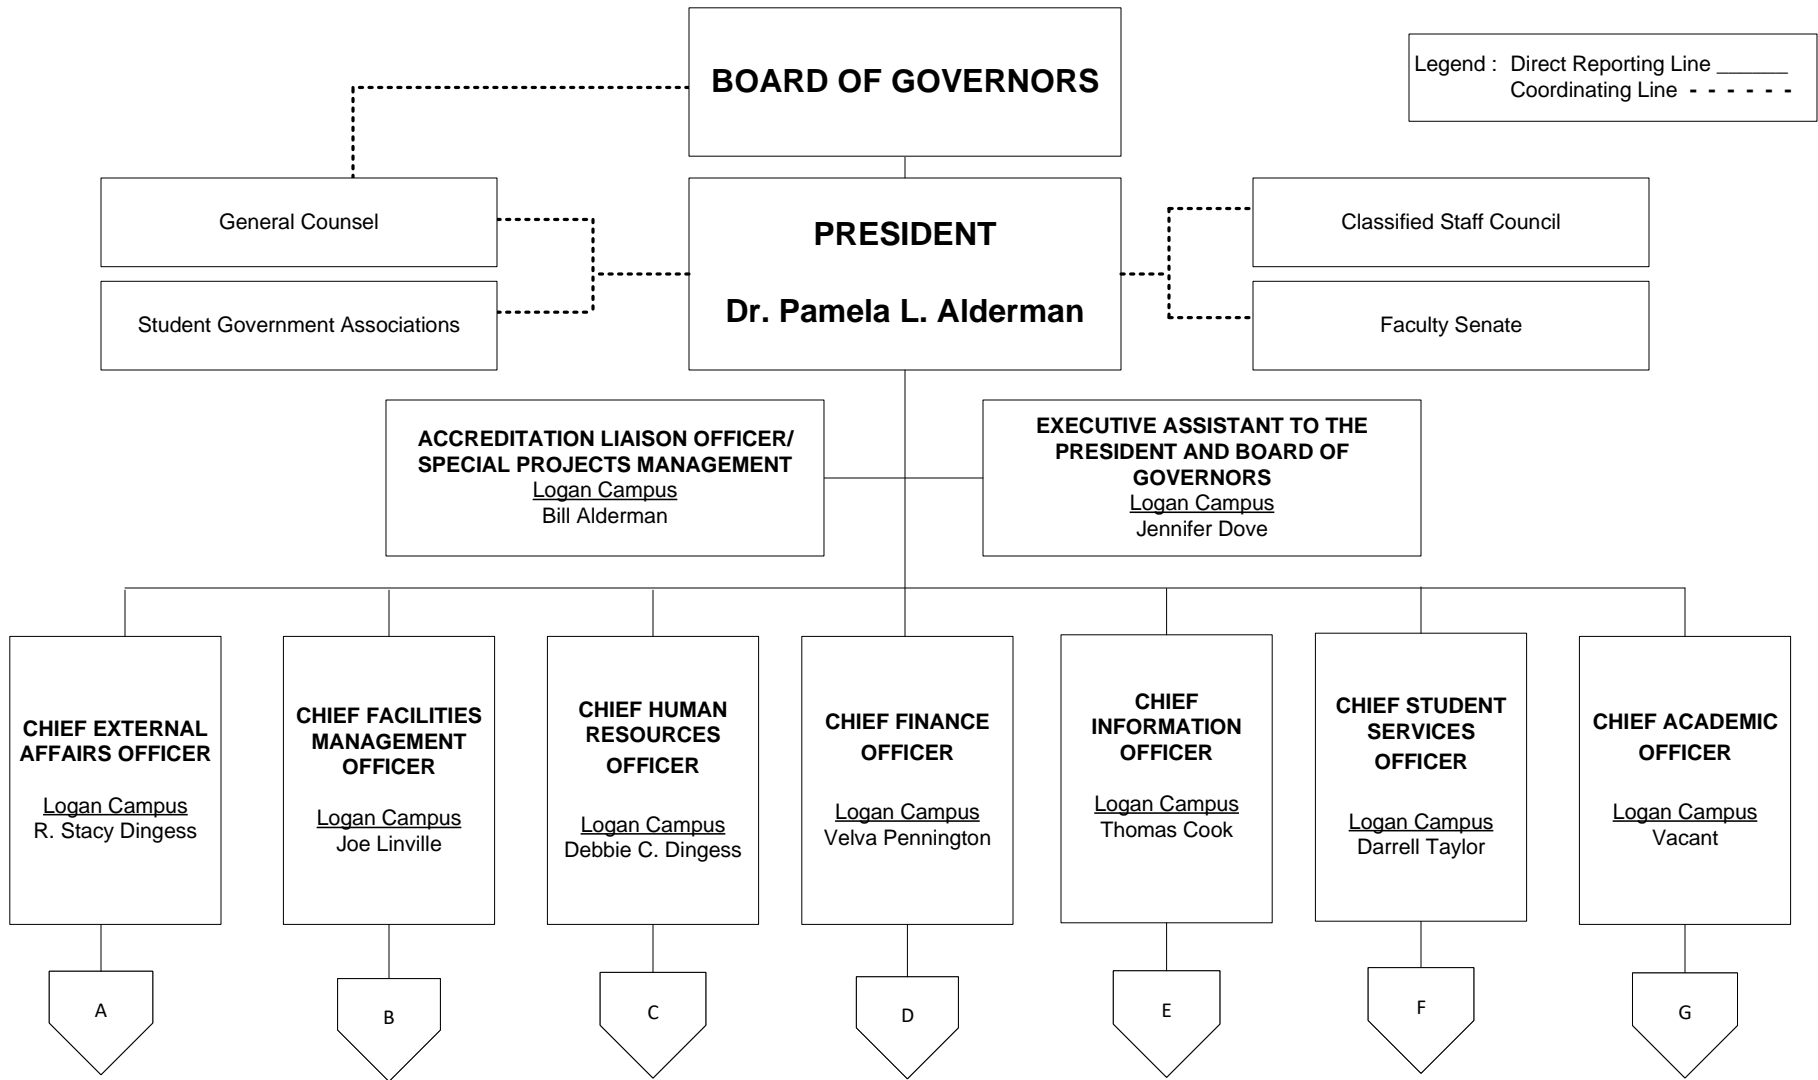 BOARD OF GOVERNORS
Legend : Direct Reporting Line ______
Coordinating Line - - - - - -
General Counsel
Student Government Associations
PRESIDENT
Dr. Pamela L. Alderman
Classified Staff Council
Faculty Senate
ACCREDITATION LIAISON OFFICER/
SPECIAL PROJECTS MANAGEMENT
Logan Campus
Bill Alderman
EXECUTIVE ASSISTANT TO THE
PRESIDENT AND BOARD OF
GOVERNORS
Logan Campus
Jennifer Dove
CHIEF EXTERNAL
AFFAIRS OFFICER
Logan Campus
R. Stacy Dingess
CHIEF FACILITIES
MANAGEMENT
OFFICER
Logan Campus
Joe Linville
CHIEF HUMAN
RESOURCES
OFFICER
Logan Campus
Debbie C. Dingess
CHIEF FINANCE
OFFICER
Logan Campus
Velva Pennington
CHIEF
INFORMATION
OFFICER
Logan Campus
Thomas Cook
CHIEF STUDENT
SERVICES
OFFICER
Logan Campus
Darrell Taylor
CHIEF ACADEMIC
OFFICER
Logan Campus
Vacant
A
B
C
D
E
F
G